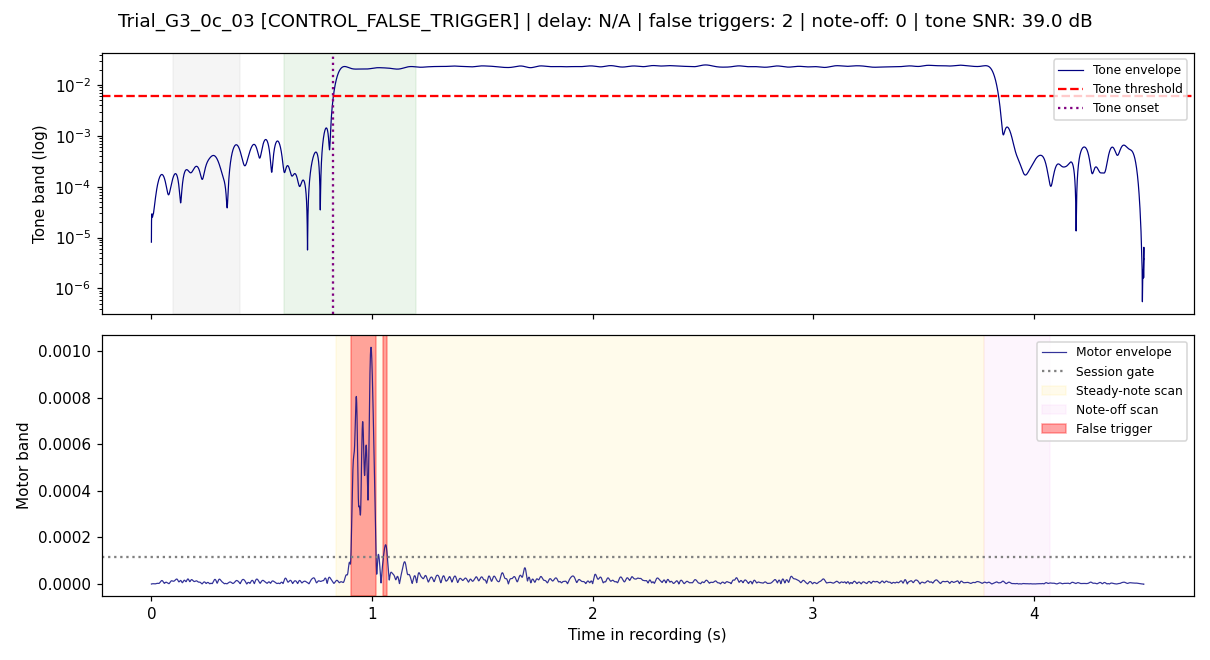 Trial_G3_0c_03 [CONTROL_FALSE_TRIGGER] | delay: N/A | false triggers: 2 | note-off: 0 | tone SNR: 39.0 dB
Tone band (log)
10⁻²
10⁻³
10⁻⁴
10⁻⁵
10⁻⁶
Tone envelope
Tone threshold
Tone onset
Motor band
0.0010
0.0008
0.0006
0.0004
0.0002
0.0000
Motor envelope
Session gate
Steady-note scan
Note-off scan
False trigger
0 1 2 3 4
Time in recording (s)